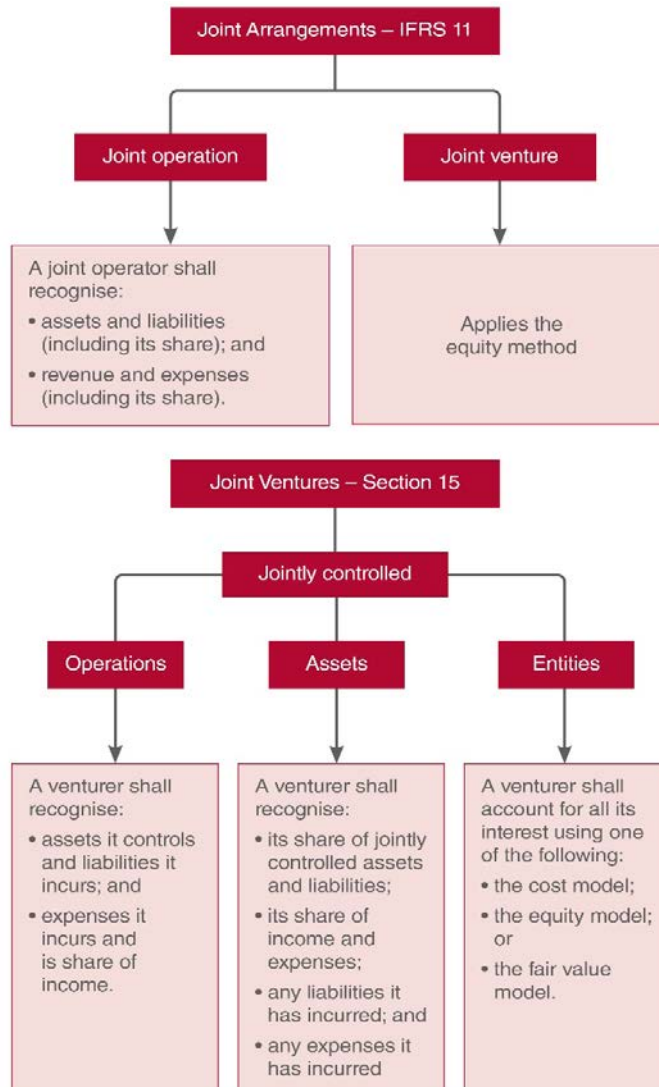 Joint Arrangements – IFRS 11
Joint operation
Joint venture
A joint operator shall
recognise:
• assets and liabilities
(including its share); and
• revenue and expenses
(including its share).
Applies the
equity method
Joint Ventures – Section 15
Jointly controlled
Operations
Assets
Entities
A venturer shall
recognise:
• assets it controls
and liabilities it
incurs; and
• expenses it
incurs and
is share of
income.
A venturer shall
recognise:
• its share of jointly
controlled assets
and liabilities;
• its share of
income and
expenses;
• any liabilities it
has incurred; and
• any expenses it
has incurred
A venturer shall
account for all its
interest using one
of the following:
• the cost model;
• the equity model;
or
• the fair value
model.